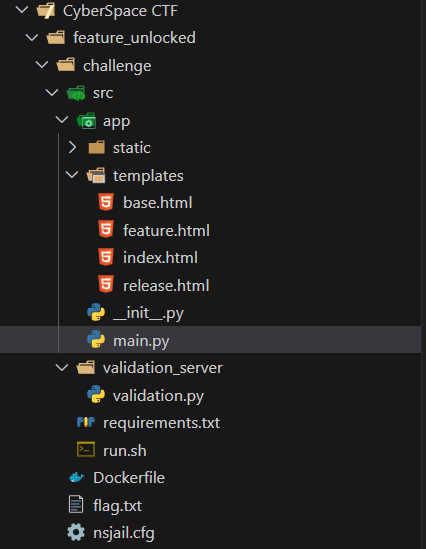 CyberSpace CTF
feature_unlocked
challenge
src
app
static
templates
base.html
feature.html
index.html
release.html
__init__.py
main.py
validation_server
validation.py
requirements.txt
run.sh
Dockerfile
flag.txt
nsjail.cfg